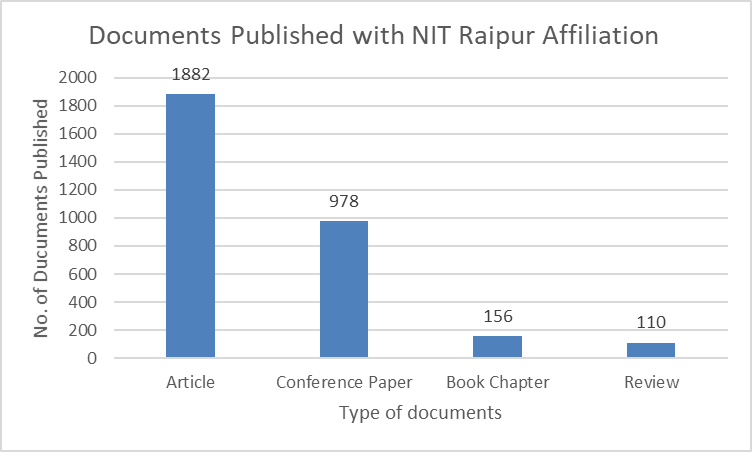 Documents Published with NIT Raipur Affiliation
No. of Ducuments Published
2000
1800
1600
1400
1200
1000
800
600
400
200
0
1882
978
156
110
Article
Conference Paper
Book Chapter
Review
Type of documents